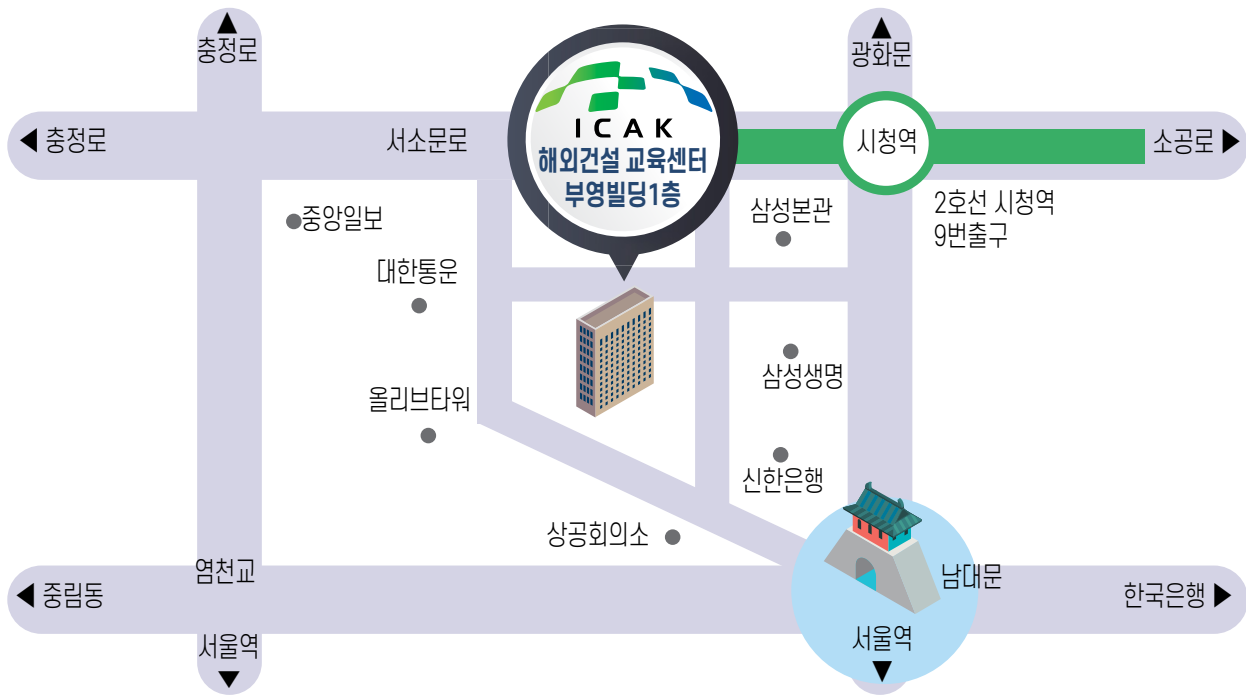 ▲
충정로
▲
광화문
◀ 충정로
서소문로
ICAK
해외건설 교육센터
부영빌딩1층
시청역
소공로 ▶
2호선 시청역
9번출구
중앙일보
삼성본관
대한통운
삼성생명
올리브타워
신한은행
상공회의소
염천교
남대문
◀ 중림동
한국은행 ▶
서울역
▼
서울역
▼